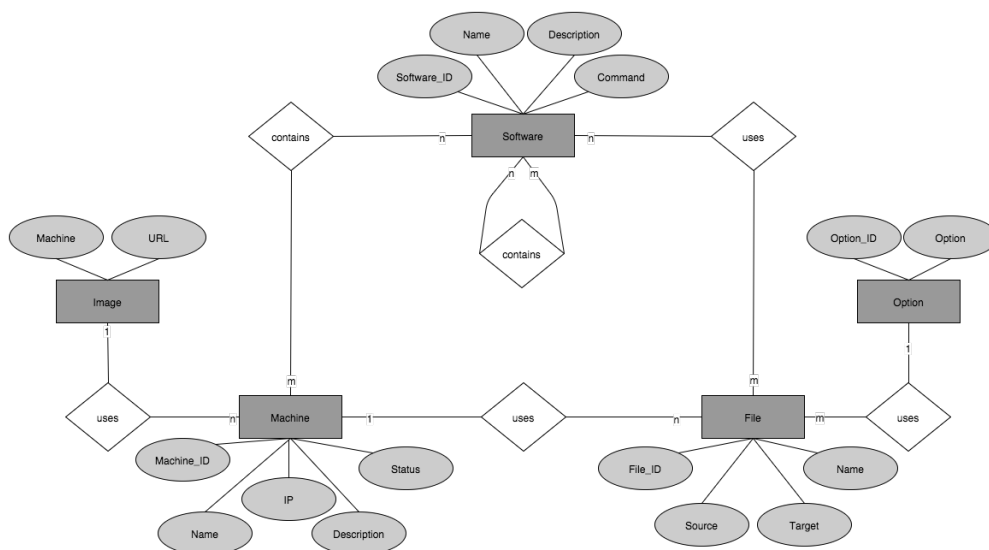 Name
Description
Software_ID
Command
contains
n
Software
n
uses
n
m
contains
Machine
URL
Option_ID
Option
Image
Option
1
1
m
m
uses
n
Machine
1
uses
n
File
m
uses
Machine_ID
Status
File_ID
Name
IP
Name
Description
Source
Target